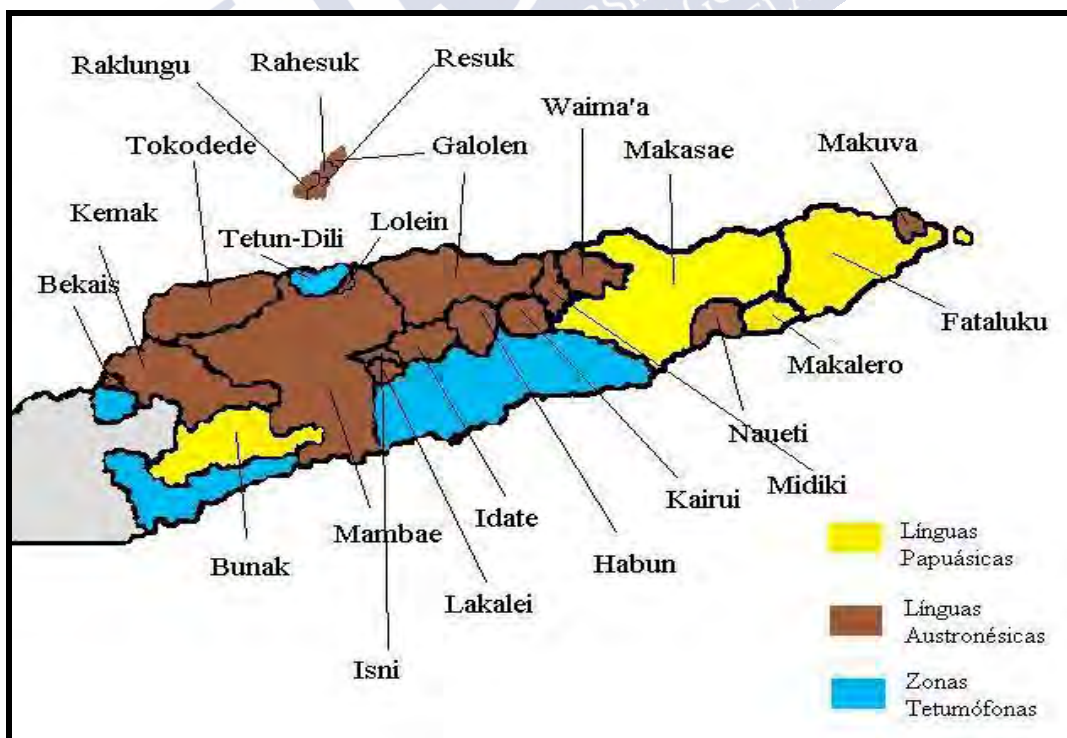 Raklungu
Rahesuk
Resuk
Waima'a
Tokodede
Galolen
Makasae
Makuva
Kemak
Lolein
Tetun-Dili
Bekais
Fataluku
Makalero
Naueti
Midiki
Kairui
Idate
Mambae
Habun
Bunak
Lakalei
Isni
Línguas
Papuásicas
Línguas
Austronésicas
Zonas
Tetumófonas